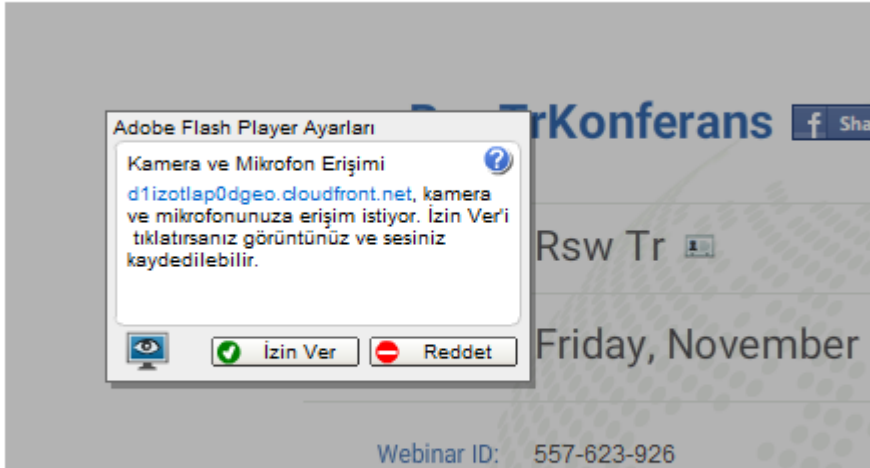 TrKonferans
f Sha
Adobe Flash Player Ayarları
Kamera ve Mikrofon Erişimi
d1izotlap0dgeo.cloudfront.net, kamera
ve mikrofonunuza erişim istiyor. İzin Ver'i
tıklatırsanız görüntünüz ve sesiniz
kaydedilebilir.
İzin Ver
Reddet
Rsw Tr
Friday, November
Webinar ID: 557-623-926